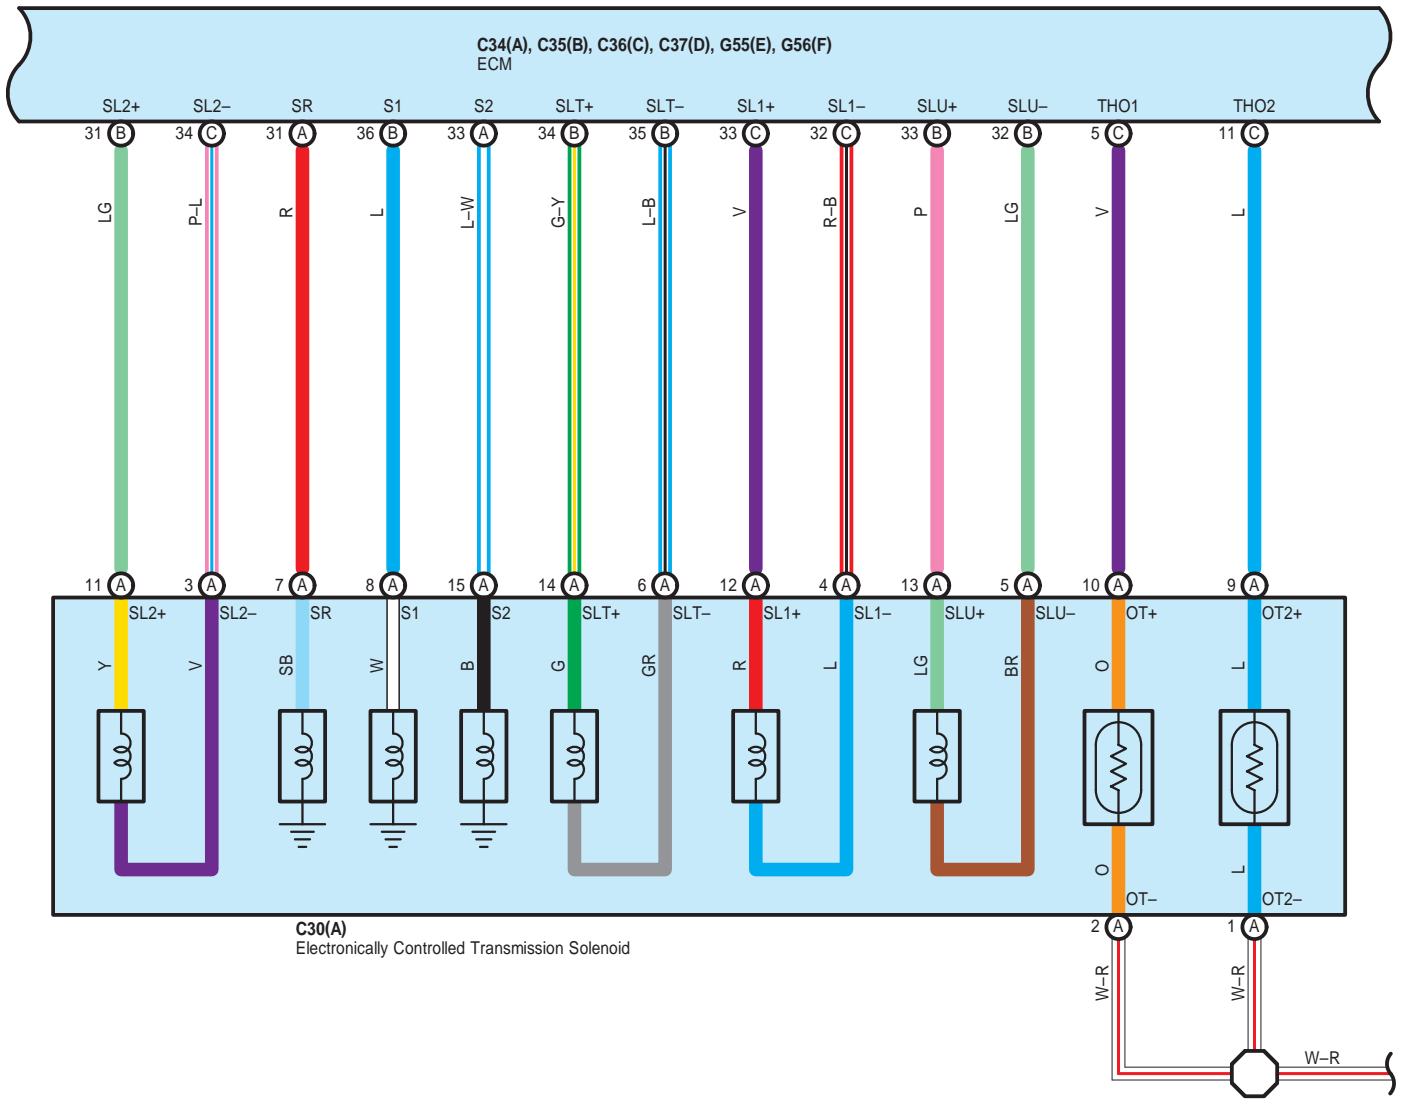 C34(A), C35(B), C36(C), C37(D), G55(E), G56(F)
ECM
SL2+ SL2– SR S1 S2 SLT+ SLT– SL1+ SL1– SLU+ SLU– THO1 THO2
31 B 34 C 31 A 36 B 33 A 34 B 35 B 33 C 32 C 33 B 32 B 5 C 11 C
LG P–L R L L–W G–Y L–B V R–B P LG V L
11 A 3 A 7 A 8 A 15 A 14 A 6 A 12 A 4 A 13 A 5 A 10 A 9 A
SL2+ SL2– SR S1 S2 SLT+ SLT– SL1+ SL1– SLU+ SLU– OT+ OT2+
Y V SB W B G GR R L LG BR O L
O L
OT– OT2–
2 A 1 A
C30(A)
Electronically Controlled Transmission Solenoid
W–R W–R
W–R